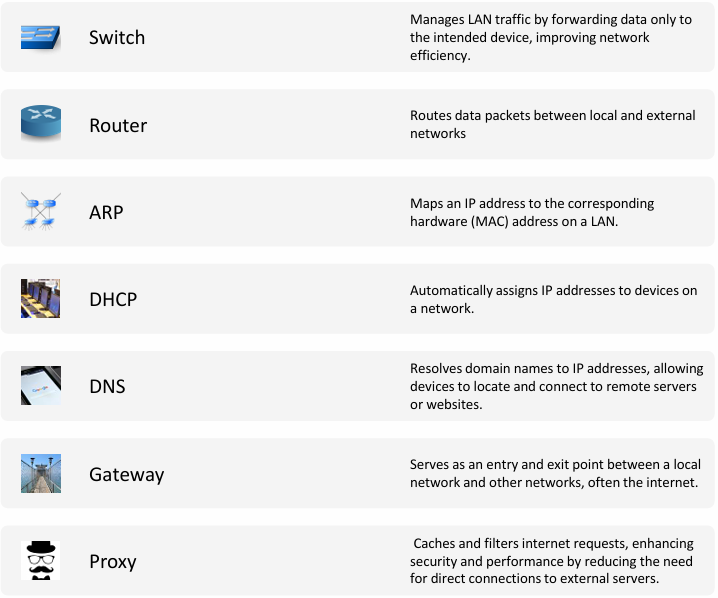 Switch
Manages LAN traffic by forwarding data only to
the intended device, improving network
efficiency.
Router
Routes data packets between local and external
networks
ARP
Maps an IP address to the corresponding
hardware (MAC) address on a LAN.
DHCP
Automatically assigns IP addresses to devices on
a network.
DNS
Resolves domain names to IP addresses, allowing
devices to locate and connect to remote servers
or websites.
Gateway
Serves as an entry and exit point between a local
network and other networks, often the internet.
Proxy
Caches and filters internet requests, enhancing
security and performance by reducing the need
for direct connections to external servers.